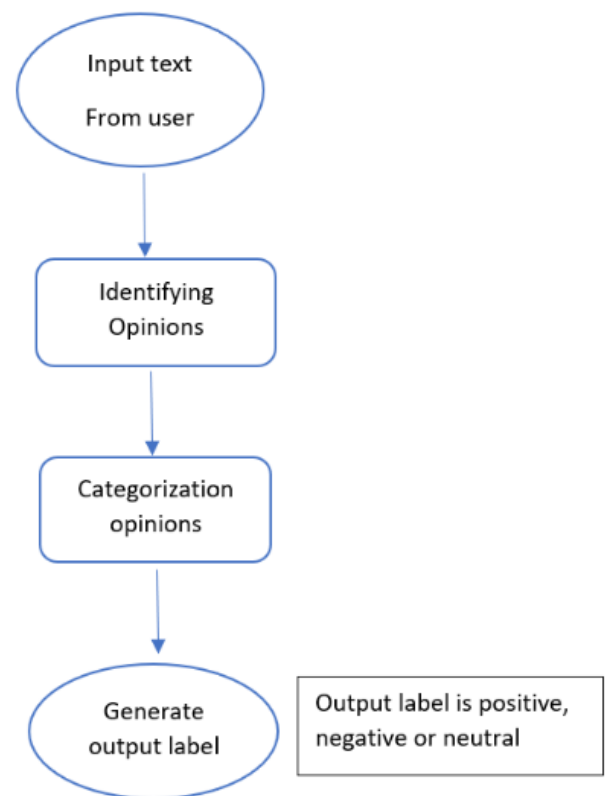 Input text
From user
Identifying
Opinions
Categorization
opinions
Generate
output label
Output label is positive,
negative or neutral